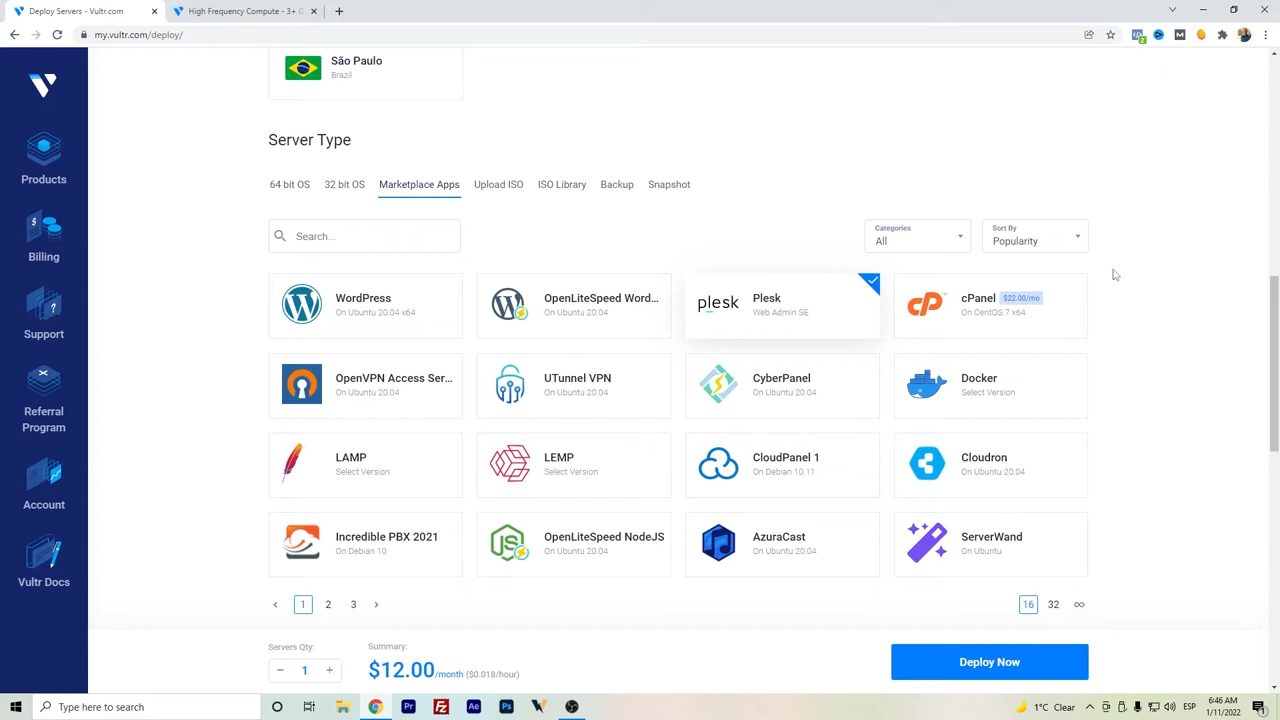 Deploy Servers - Vultr.com
High Frequency Compute - 3+ G
my.vultr.com/deploy/
São Paulo
Brazil
Server Type
64 bit OS
32 bit OS
Marketplace Apps
Upload ISO
ISO Library
Backup
Snapshot
Search...
Categories
All
Sort By
Popularity
WordPress
On Ubuntu 20.04 x64
OpenLiteSpeed Word...
On Ubuntu 20.04
plesk
Plesk
Web Admin SE
cPanel $22.00/mo
On CentOS 7 x64
OpenVPN Access Ser...
On Ubuntu 20.04
UTunnel VPN
On Ubuntu 20.04
CyberPanel
On Ubuntu 20.04
Docker
Select Version
LAMP
Select Version
LEMP
Select Version
CloudPanel 1
On Debian 10.11
Cloudron
On Ubuntu 20.04
Incredible PBX 2021
On Debian 10
OpenLiteSpeed NodeJS
On Ubuntu 20.04
AzuraCast
On Ubuntu 20.04
ServerWand
On Ubuntu
1 2 3
16 32 ∞
Products
Billing
Support
Referral
Program
Account
Vultr Docs
Servers Qty:
1
Summary:
$12.00/month ($0.018/hour)
Deploy Now
Type here to search
1°C Clear
ESP
6:46 AM
1/11/2022